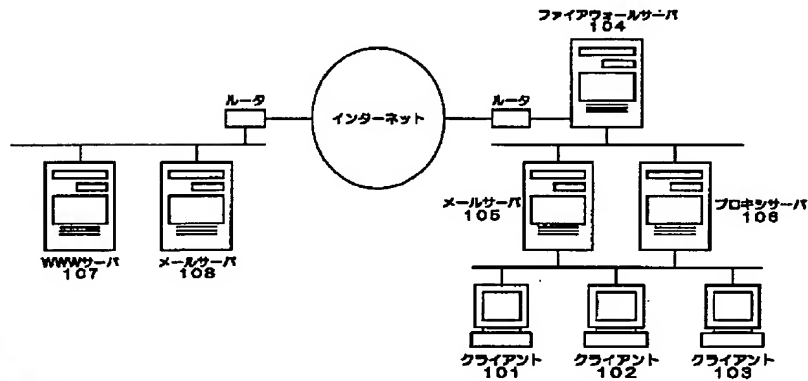 ファイアウォールサーバ
104
ルータ
インターネット
ルータ
WWWサーバ
107
メールサーバ
108
メールサーバ
105
プロキシサーバ
106
クライアント
101
クライアント
102
クライアント
103